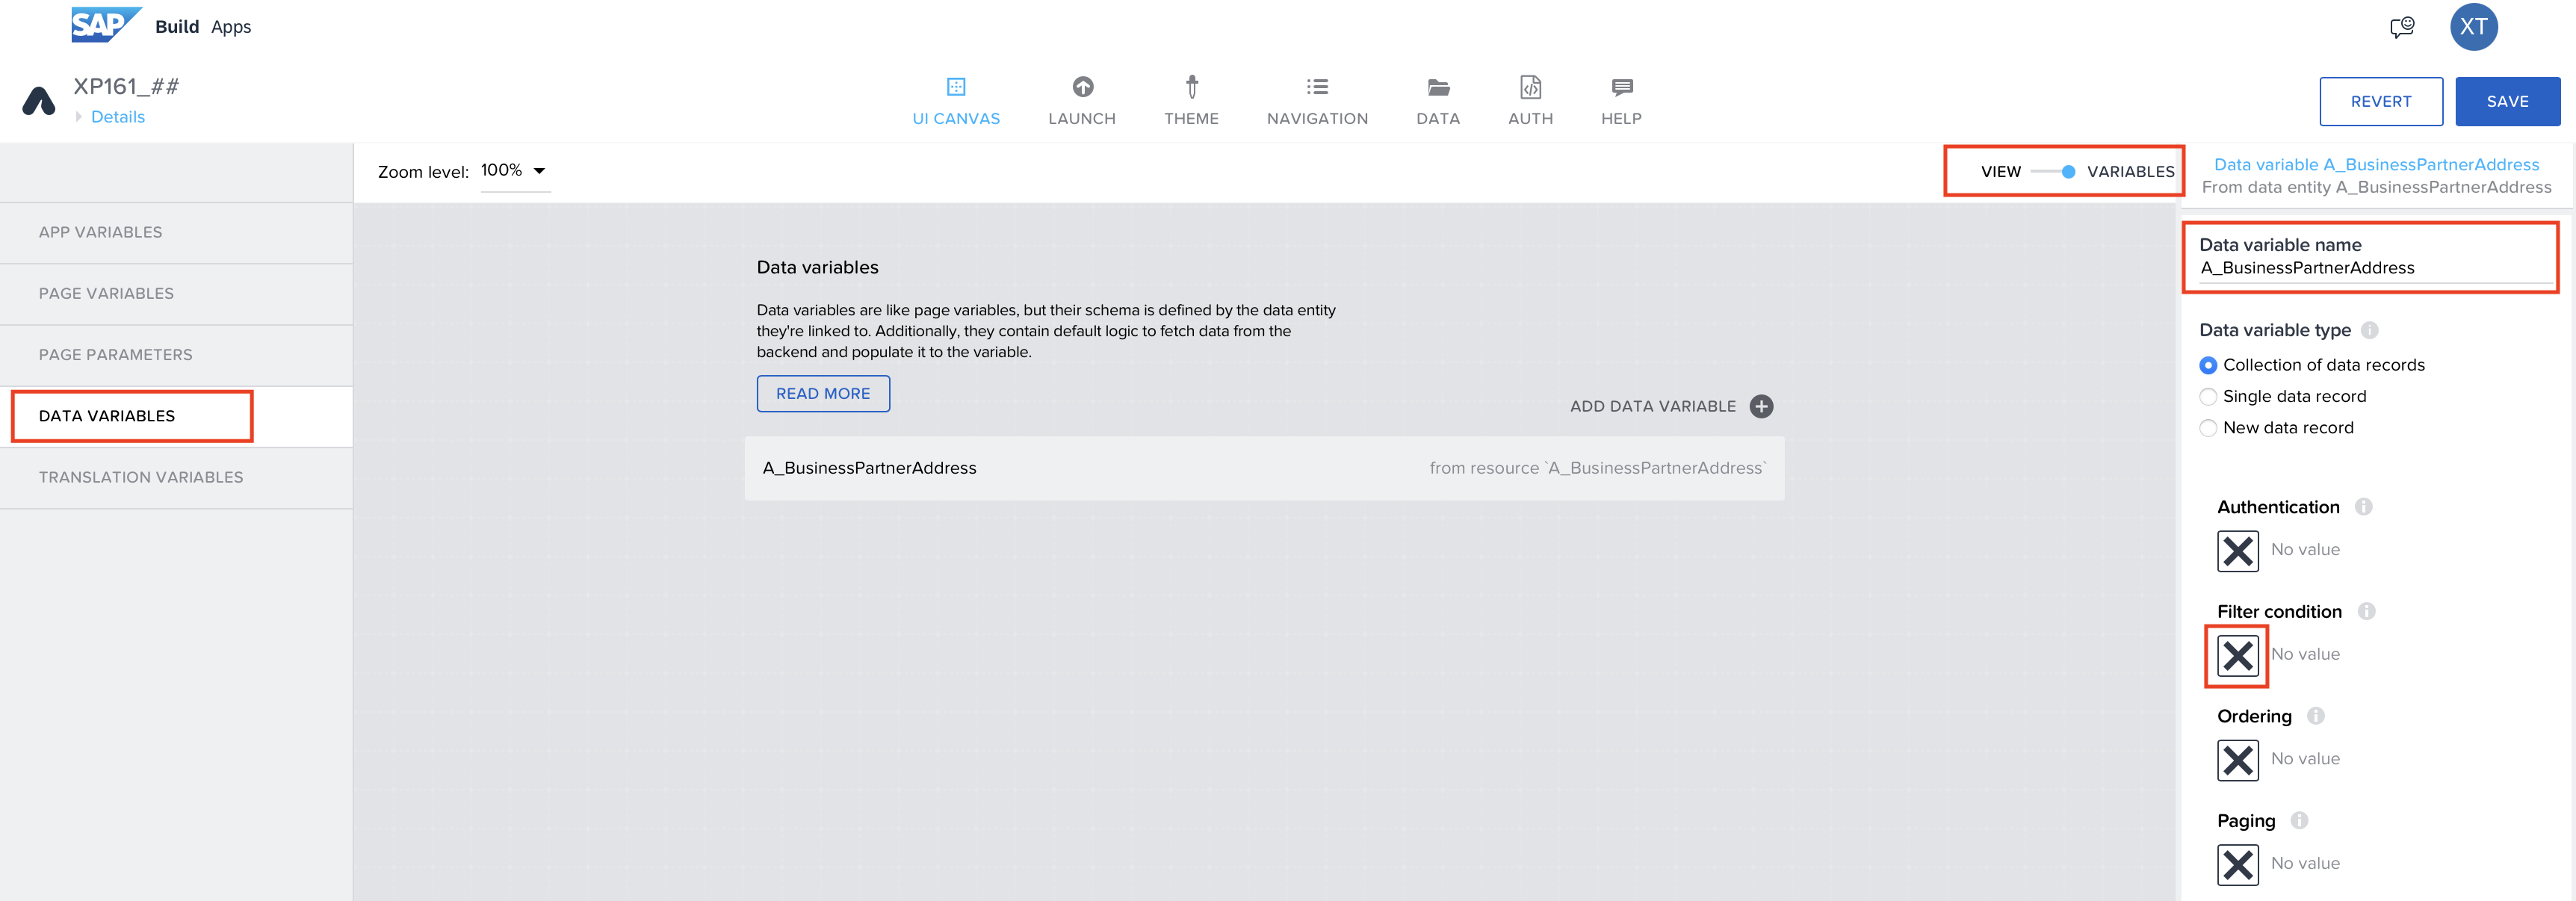 SAP Build Apps
XT
XP161_##
Details
UI CANVAS
LAUNCH
THEME
NAVIGATION
DATA
AUTH
HELP
REVERT
SAVE
Zoom level: 100%
VIEW VARIABLES
Data variable A_BusinessPartnerAddress
From data entity A_BusinessPartnerAddress
APP VARIABLES
PAGE VARIABLES
PAGE PARAMETERS
DATA VARIABLES
TRANSLATION VARIABLES
Data variables
Data variables are like page variables, but their schema is defined by the data entity
they're linked to. Additionally, they contain default logic to fetch data from the
backend and populate it to the variable.
READ MORE
ADD DATA VARIABLE
A_BusinessPartnerAddress
from resource `A_BusinessPartnerAddress`
Data variable name
A_BusinessPartnerAddress
Data variable type
Collection of data records
Single data record
New data record
Authentication
No value
Filter condition
No value
Ordering
No value
Paging
No value